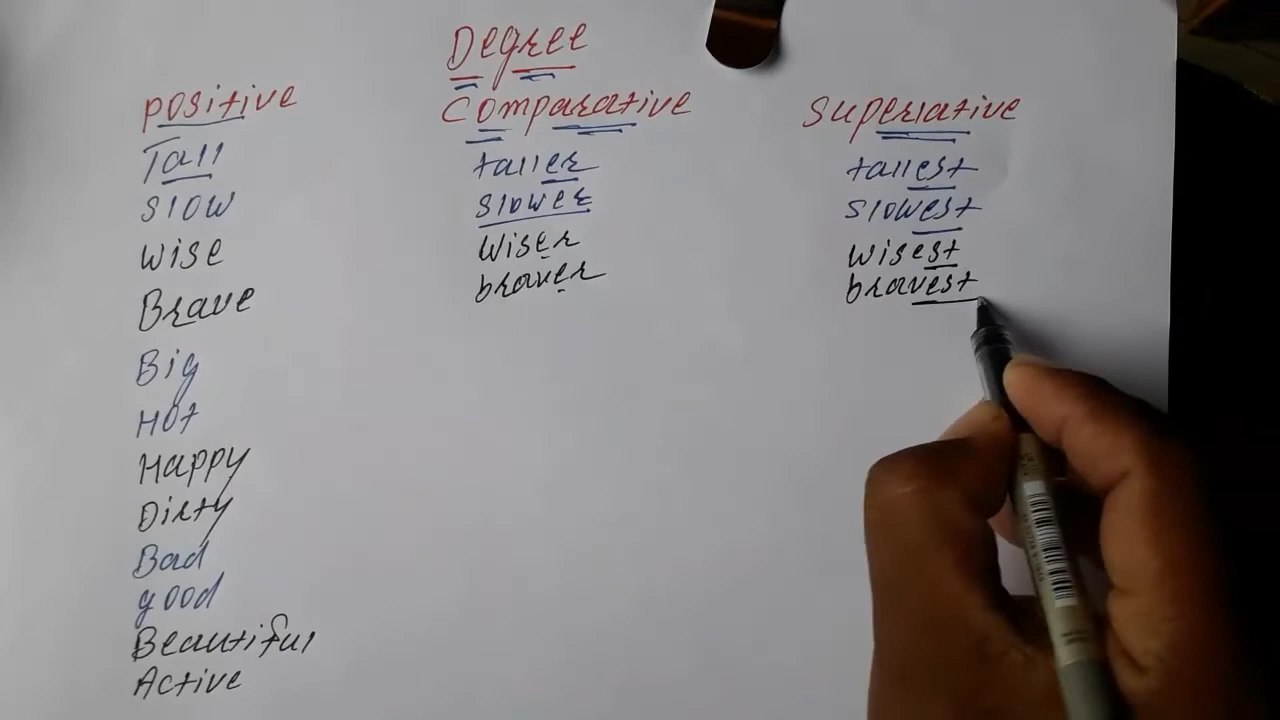 Degree
Positive Comparative Superlative
Tall taller tallest
Slow slower slowest
Wise Wiser wisest
Brave braver bravest
Big
Hot
Happy
Dirty
Bad
good
Beautiful
Active